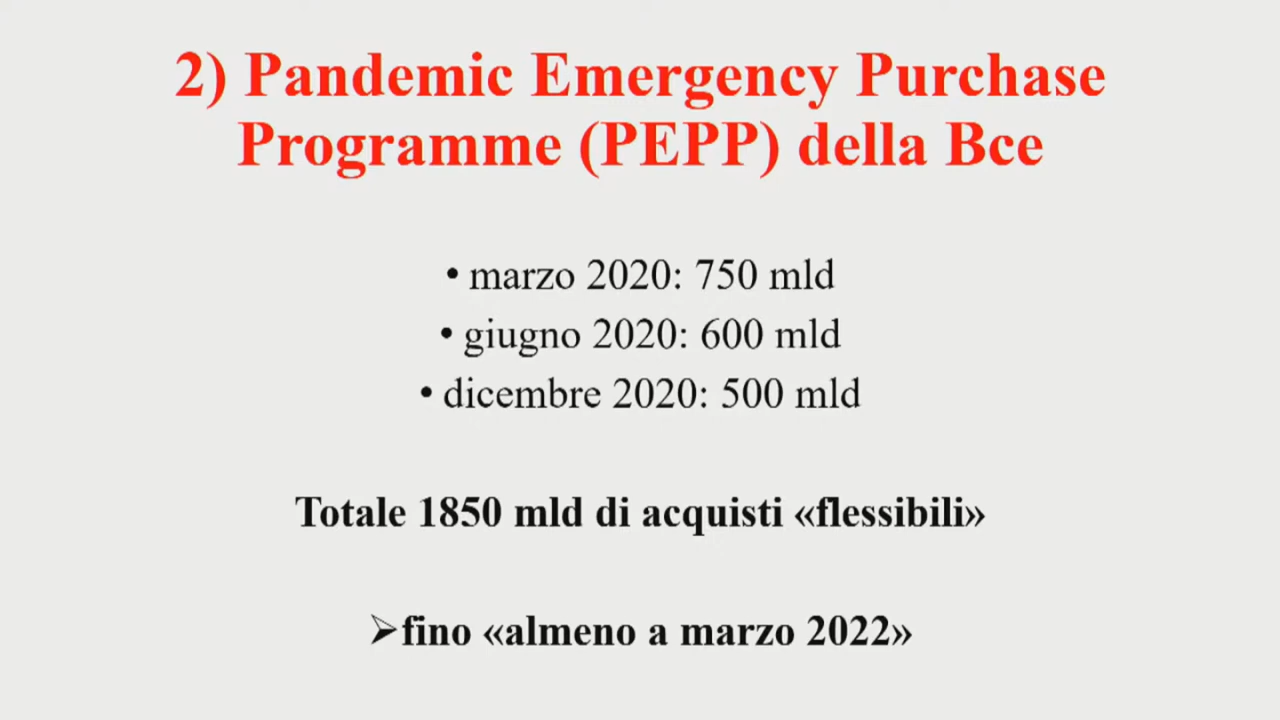 2) Pandemic Emergency Purchase
Programme (PEPP) della Bce
• marzo 2020: 750 mld
• giugno 2020: 600 mld
• dicembre 2020: 500 mld
Totale 1850 mld di acquisti «flessibili»
➢fino «almeno a marzo 2022»